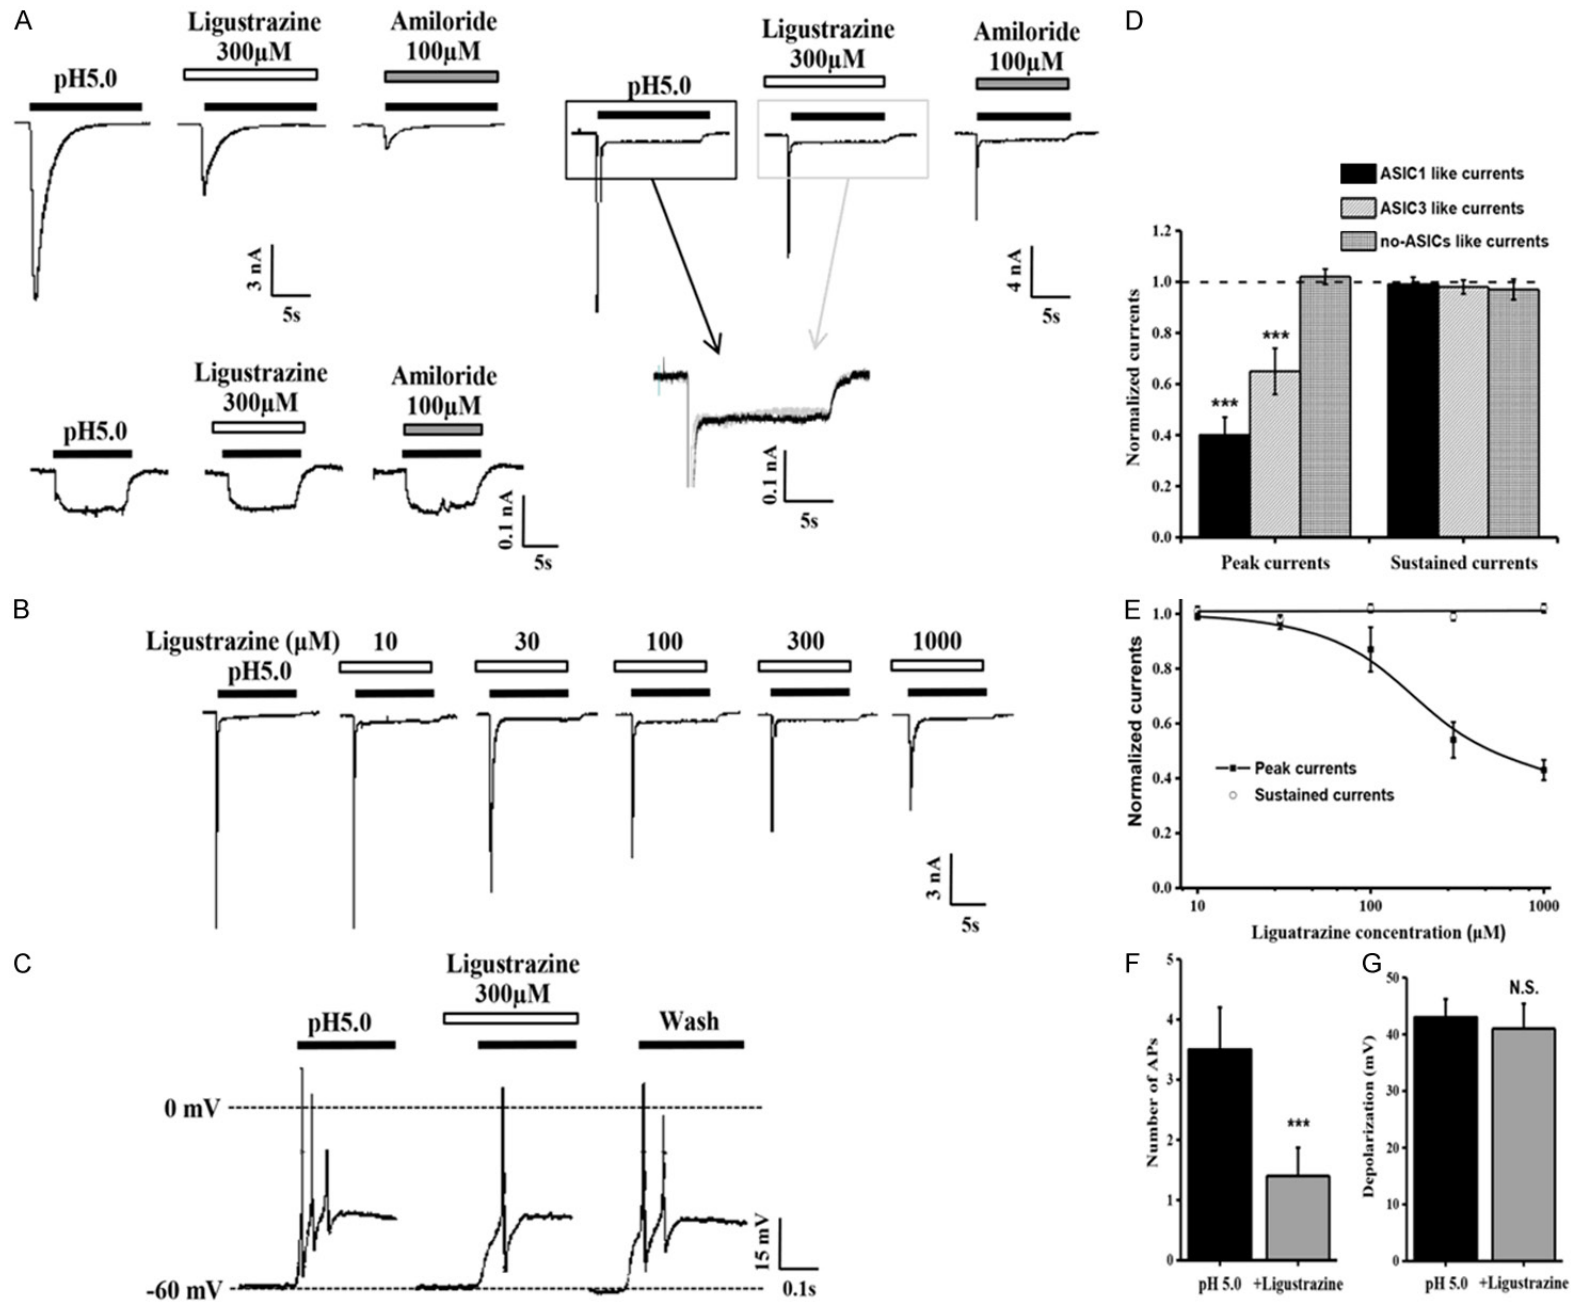 A
Ligustrazine
300μM
Amiloride
100μM
pH5.0
3 nA
5s
Ligustrazine
300μM
Amiloride
100μM
pH5.0
4 nA
5s
Ligustrazine
300μM
Amiloride
100μM
pH5.0
0.1 nA
5s
0.1 nA
5s
D
ASIC1 like currents
ASIC3 like currents
no-ASICs like currents
Normalized currents
1.2
1.0
0.8
0.6
0.4
0.2
0.0
***
***
Peak currents
Sustained currents
B
Ligustrazine (μM)
10
30
100
300
1000
pH5.0
3 nA
5s
E
Normalized currents
1.0
0.8
0.6
0.4
0.2
0.0
Peak currents
Sustained currents
10
100
1000
Liguatrazine concentration (μM)
C
Ligustrazine
300μM
pH5.0
Wash
0 mV
-60 mV
15 mV
0.1s
F
Number of APs
5
4
3
2
1
0
***
pH 5.0
+Ligustrazine
G
Depolarization (mV)
50
40
30
20
10
0
N.S.
pH 5.0
+Ligustrazine